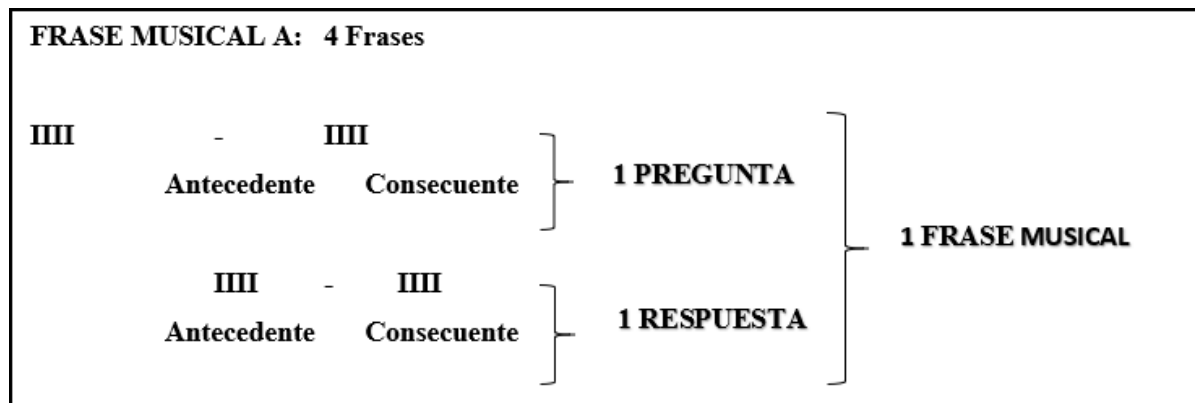 FRASE MUSICAL A: 4 Frases
IIII - IIII
Antecedente Consecuente
1 PREGUNTA
1 FRASE MUSICAL
IIII - IIII
Antecedente Consecuente
1 RESPUESTA